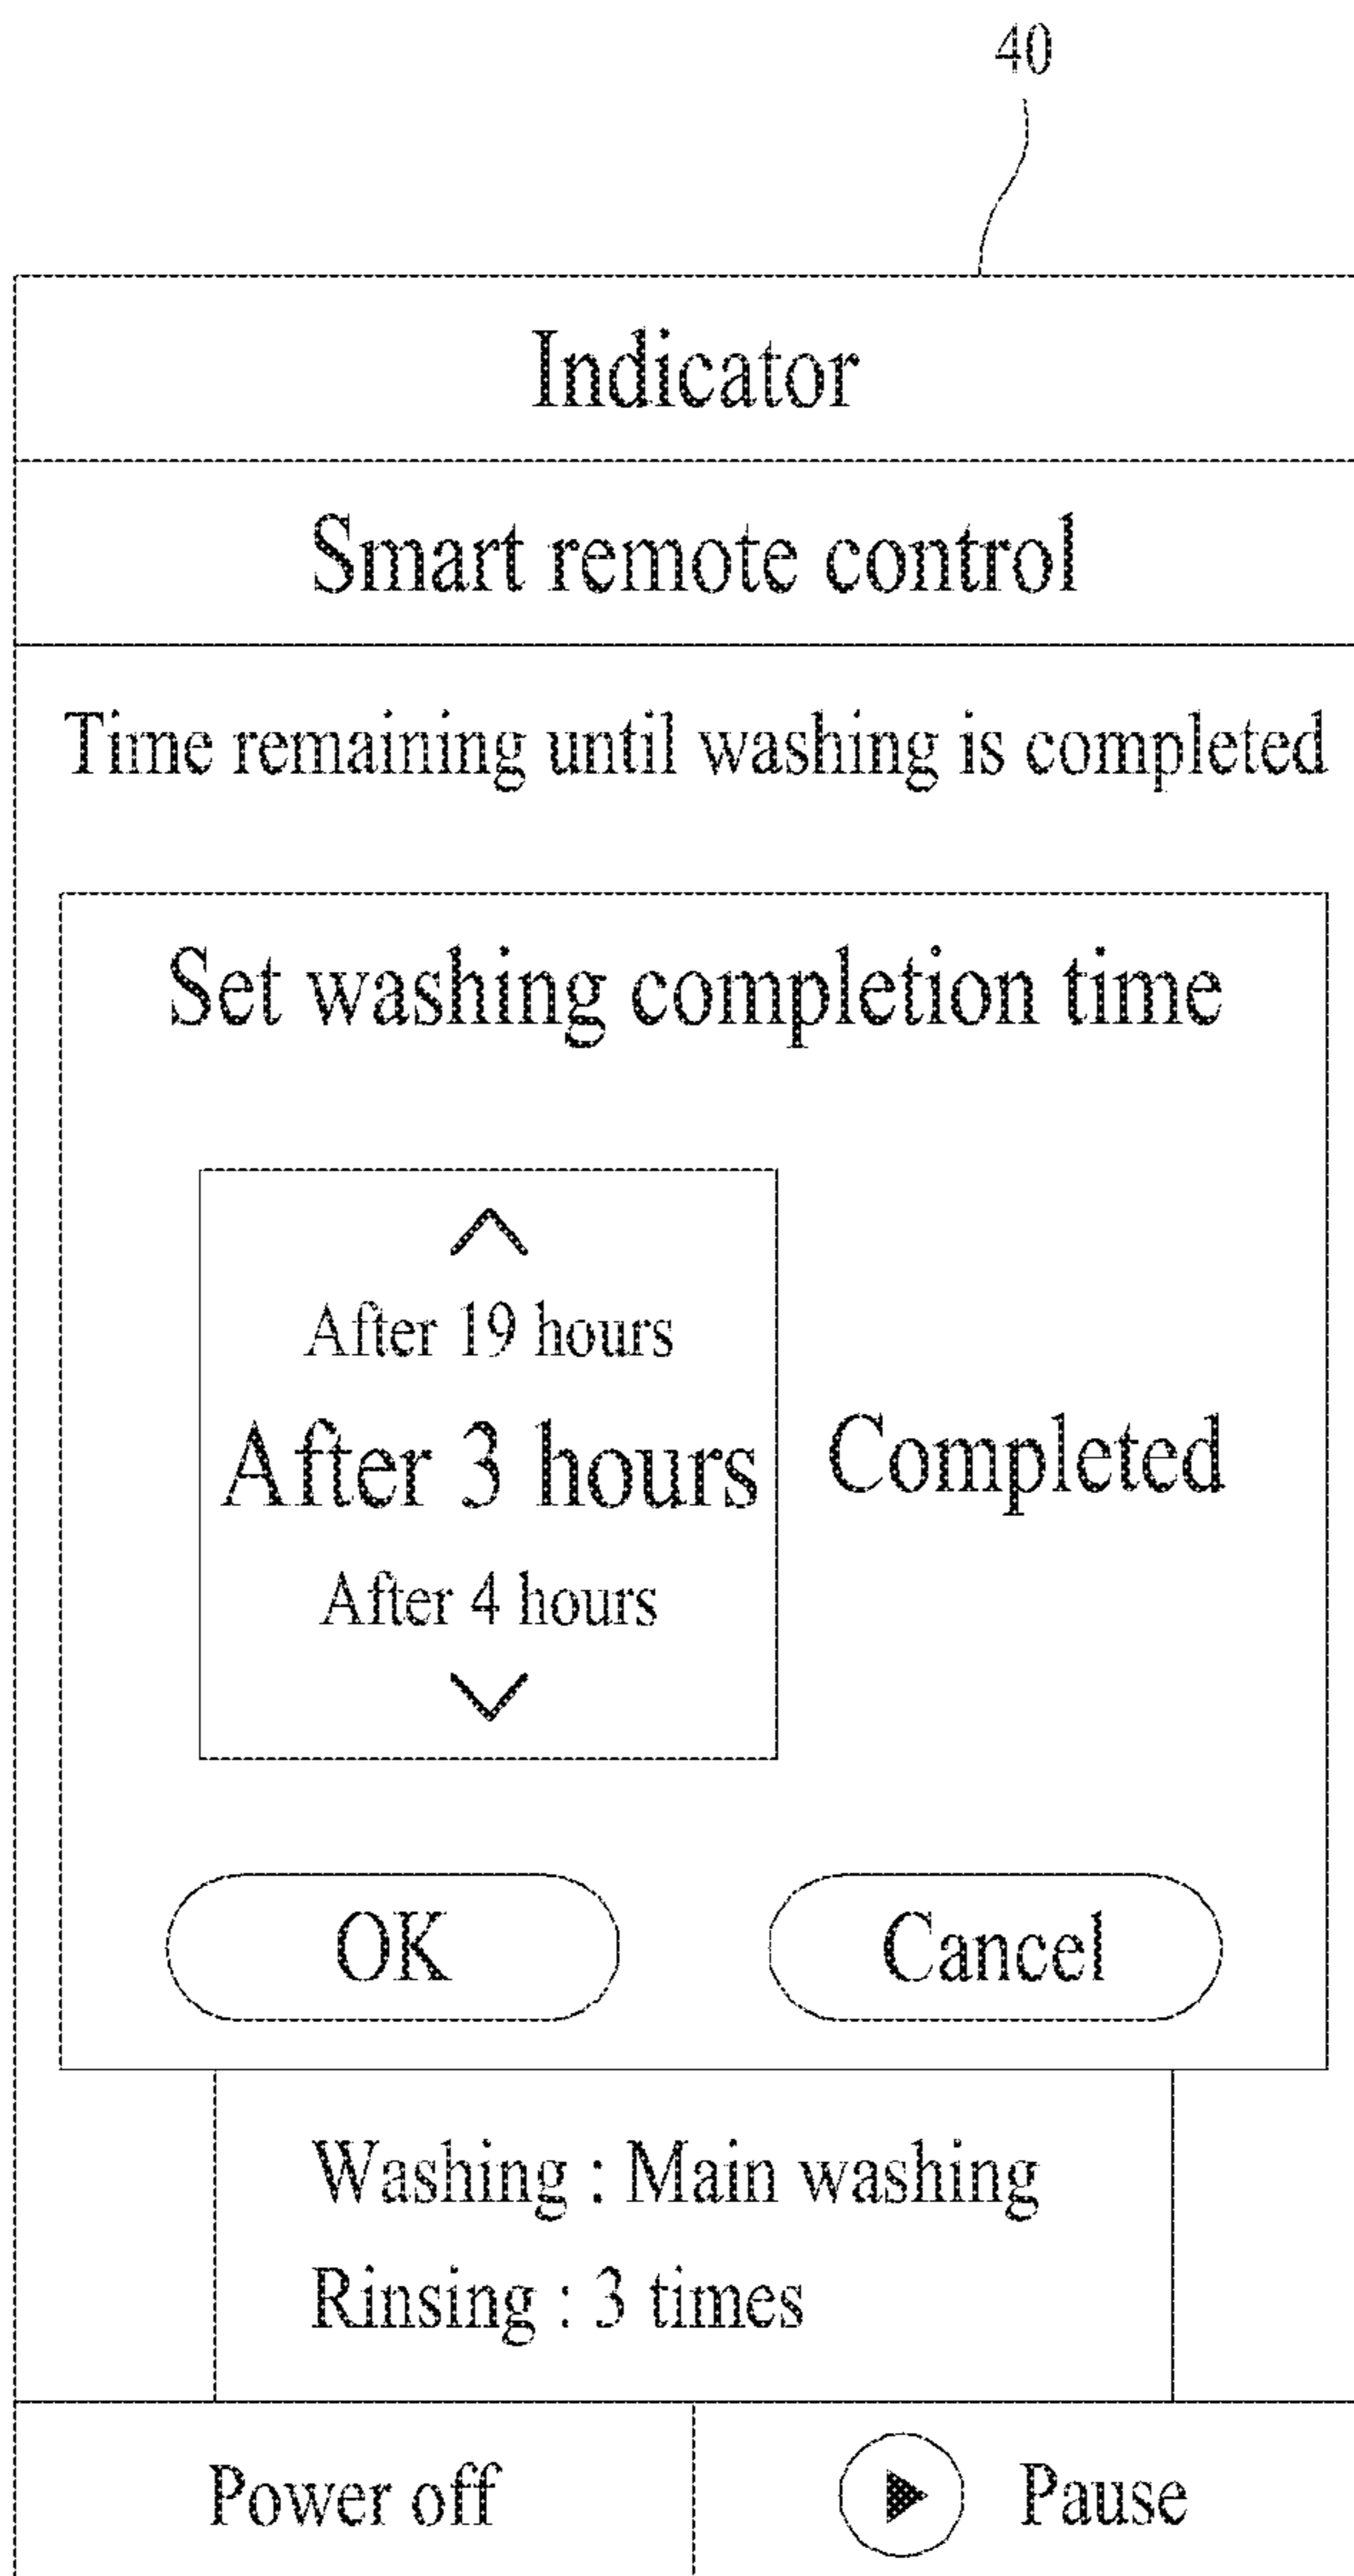 40
Indicator
Smart remote control
Time remaining until washing is completed
Set washing completion time
After 19 hours
After 3 hours Completed
After 4 hours
OK Cancel
Washing : Main washing
Rinsing : 3 times
Power off Pause